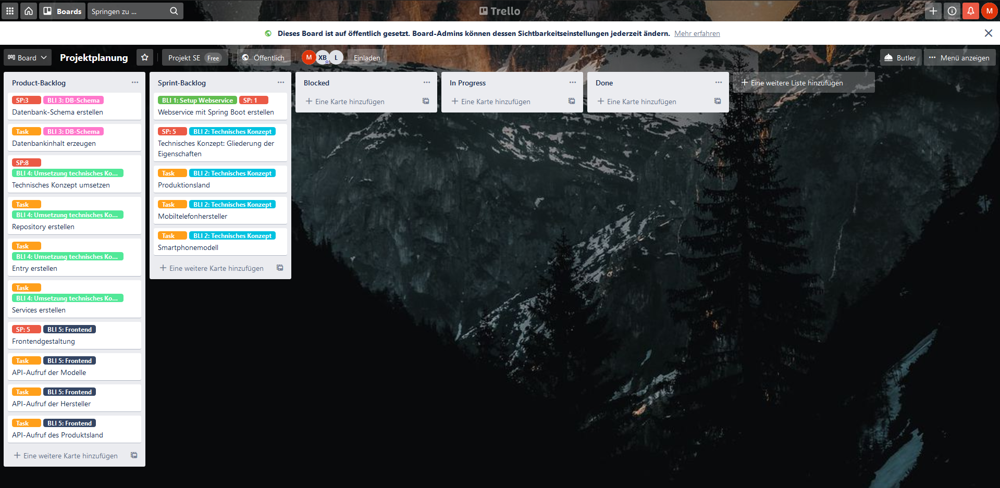 Boards
Springen zu ...
Trello
M
Dieses Board ist auf öffentlich gesetzt. Board-Admins können dessen Sichtbarkeitseinstellungen jederzeit ändern. Mehr erfahren
Board
Projektplanung
Projekt SE Free
Öffentlich
M XB L
Einladen
Butler
Menü anzeigen
Product-Backlog
SP:3 BLI 3: DB-Schema
Datenbank-Schema erstellen
Task BLI 3: DB-Schema
Datenbankinhalt erzeugen
SP:8
BLI 4: Umsetzung technisches Ko...
Technisches Konzept umsetzen
Task
BLI 4: Umsetzung technisches Ko...
Repository erstellen
Task
BLI 4: Umsetzung technisches Ko...
Entry erstellen
Task
BLI 4: Umsetzung technisches Ko...
Services erstellen
SP: 5 BLI 5: Frontend
Frontendgestaltung
Task BLI 5: Frontend
API-Aufruf der Modelle
Task BLI 5: Frontend
API-Aufruf der Hersteller
Task BLI 5: Frontend
API-Aufruf des Produktsland
Eine weitere Karte hinzufügen
Sprint-Backlog
BLI 1: Setup Webservice SP: 1
Webservice mit Spring Boot erstellen
SP: 5 BLI 2: Technisches Konzept
Technisches Konzept: Gliederung der
Eigenschaften
Task BLI 2: Technisches Konzept
Produktionsland
Task BLI 2: Technisches Konzept
Mobiltelefonhersteller
Task BLI 2: Technisches Konzept
Smartphonemodell
Eine weitere Karte hinzufügen
Blocked
Eine Karte hinzufügen
In Progress
Eine Karte hinzufügen
Done
Eine Karte hinzufügen
Eine weitere Liste hinzufügen